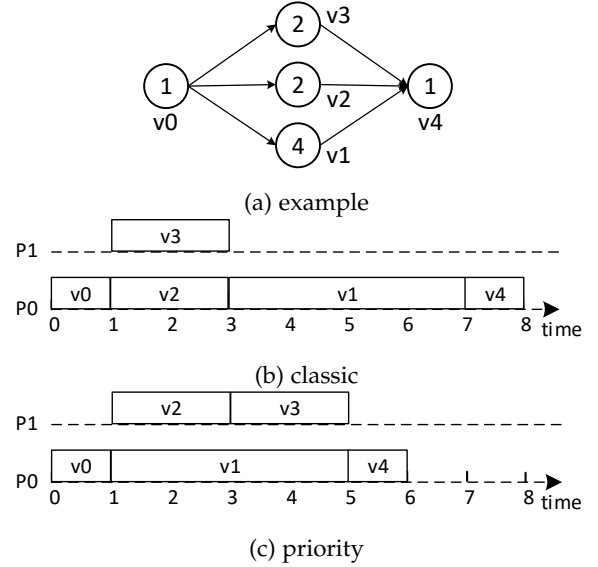 2 v3
1 2 1
v0 v2 v4
4 v1
(a) example
P1 v3
P0 v0 v2 v1 v4
0 1 2 3 4 5 6 7 8 time
(b) classic
P1 v2 v3
P0 v0 v1 v4
0 1 2 3 4 5 6 7 8 time
(c) priority